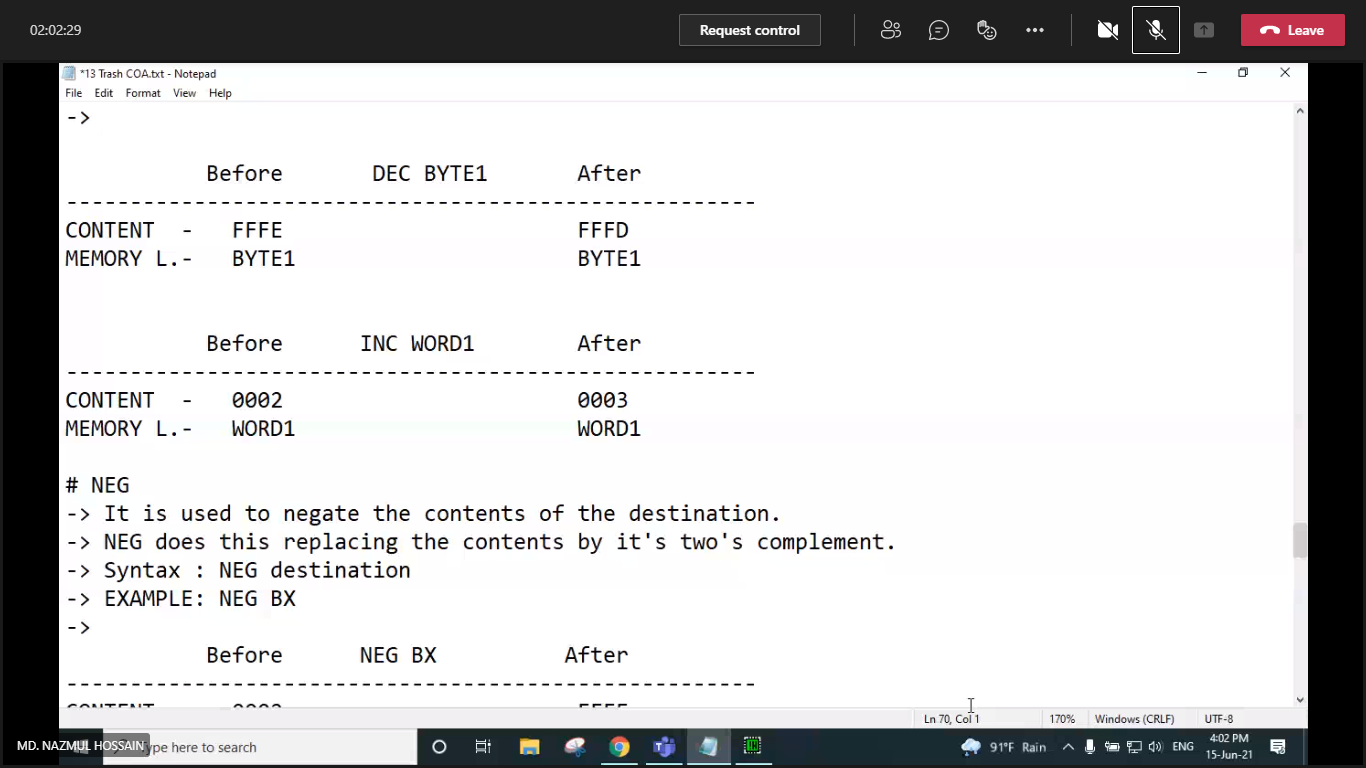 02:02:29
Request control
Leave
*13 Trash COA.txt - Notepad
File Edit Format View Help
->
Before DEC BYTE1 After
-----------------------------------------------------
CONTENT - FFFE FFFD
MEMORY L.- BYTE1 BYTE1
Before INC WORD1 After
-----------------------------------------------------
CONTENT - 0002 0003
MEMORY L.- WORD1 WORD1
# NEG
-> It is used to negate the contents of the destination.
-> NEG does this replacing the contents by it's two's complement.
-> Syntax : NEG destination
-> EXAMPLE: NEG BX
->
Before NEG BX After
-----------------------------------------------------
CONTENT
Ln 70, Col 1 170% Windows (CRLF) UTF-8
MD. NAZMUL HOSSAIN
ype here to search
91°F Rain
ENG
4:02 PM
15-Jun-21